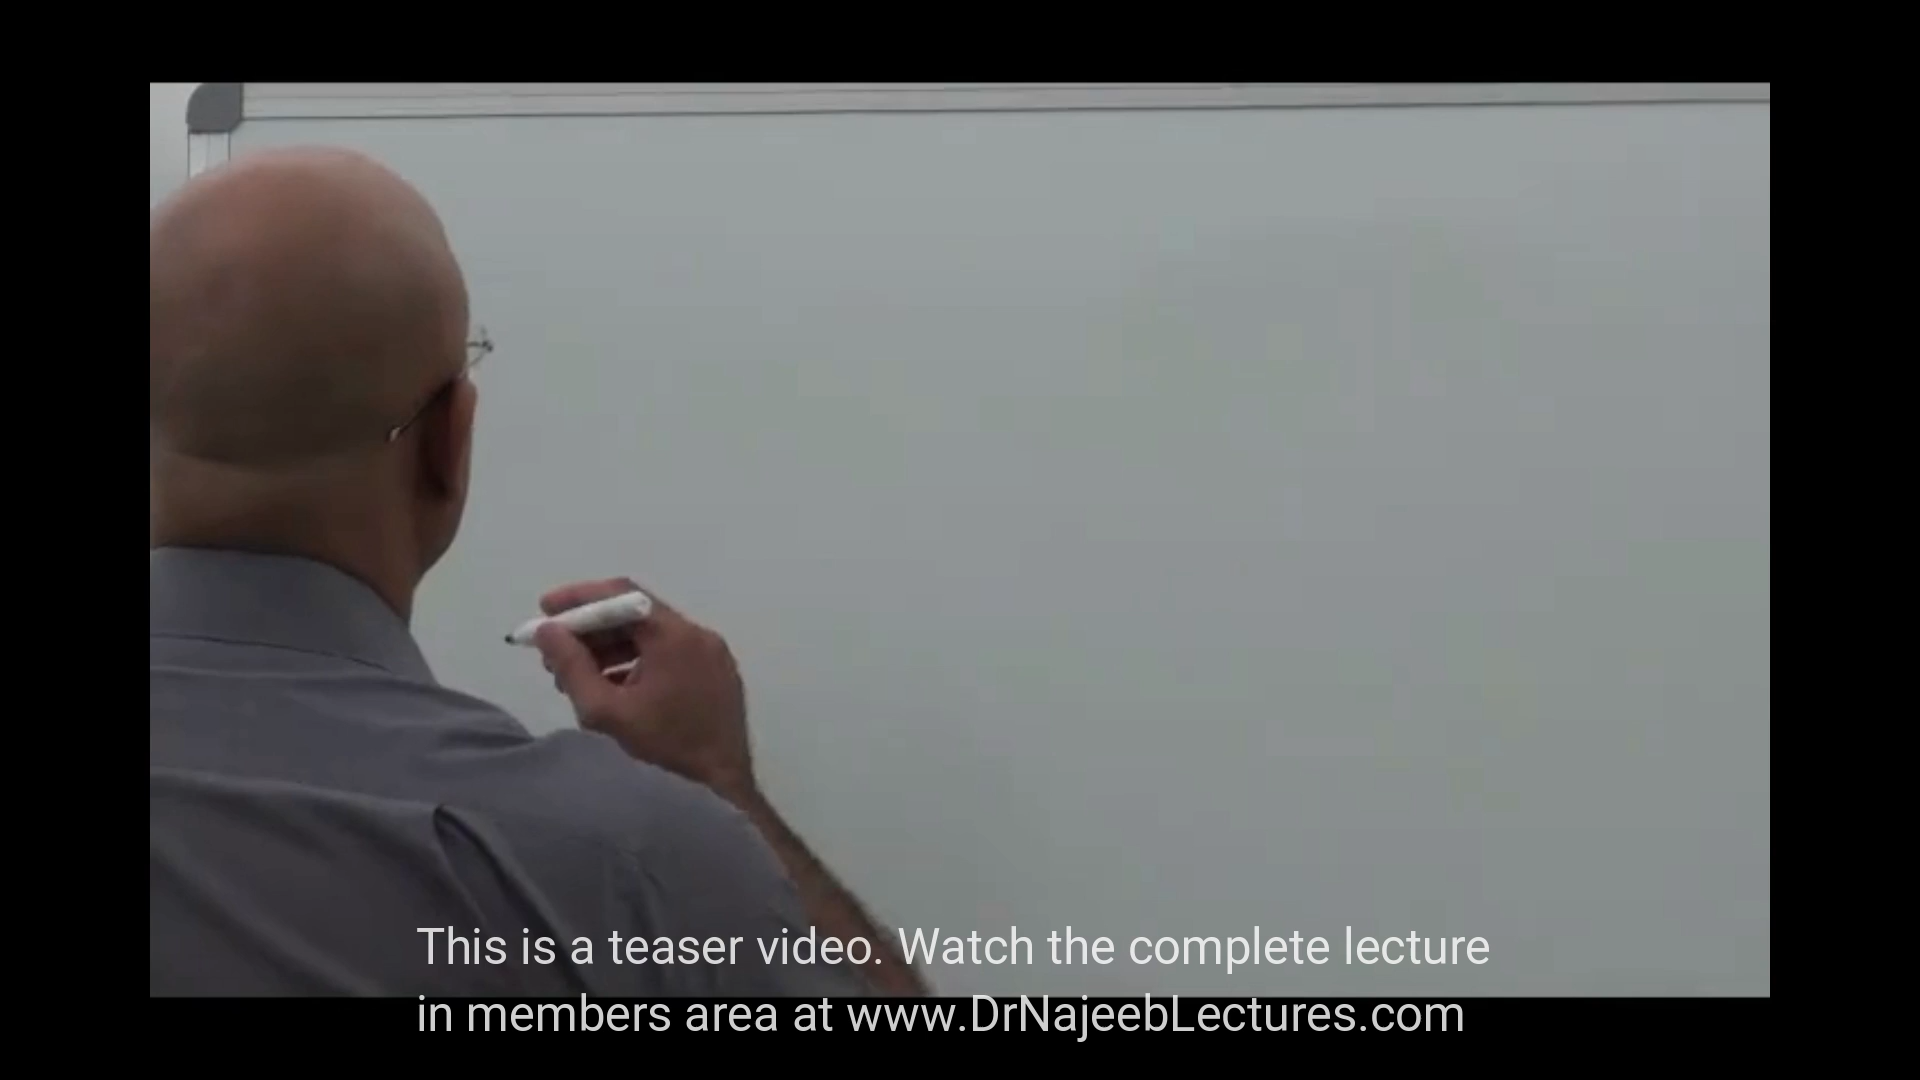 This is a teaser video. Watch the complete lecture
in members area at www.DrNajeebLectures.com